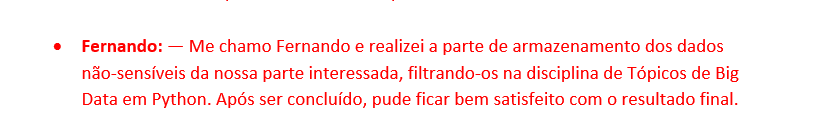 • Fernando: — Me chamo Fernando e realizei a parte de armazenamento dos dados
não-sensíveis da nossa parte interessada, filtrando-os na disciplina de Tópicos de Big
Data em Python. Após ser concluído, pude ficar bem satisfeito com o resultado final.